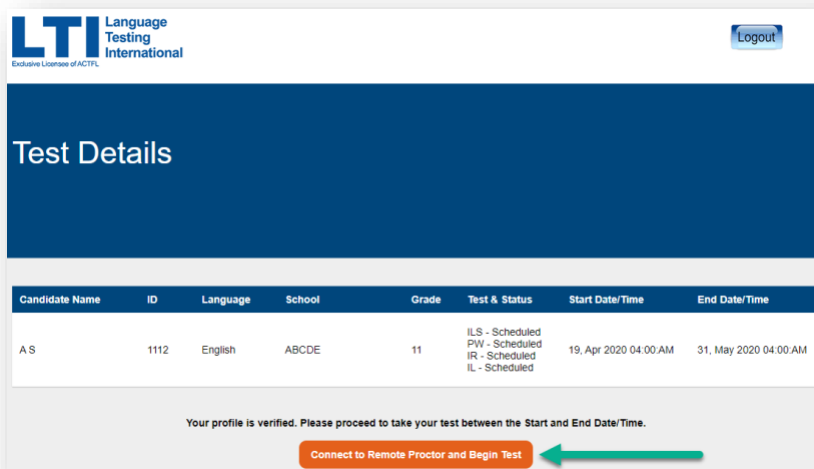 LTI Language
Testing
International
Exclusive Licensee of ACTFL
Logout
Test Details
Candidate Name ID Language School Grade Test & Status Start Date/Time End Date/Time
A S 1112 English ABCDE 11 ILS - Scheduled 19, Apr 2020 04:00:AM 31, May 2020 04:00:AM
PW - Scheduled
IR - Scheduled
IL - Scheduled
Your profile is verified. Please proceed to take your test between the Start and End Date/Time.
Connect to Remote Proctor and Begin Test